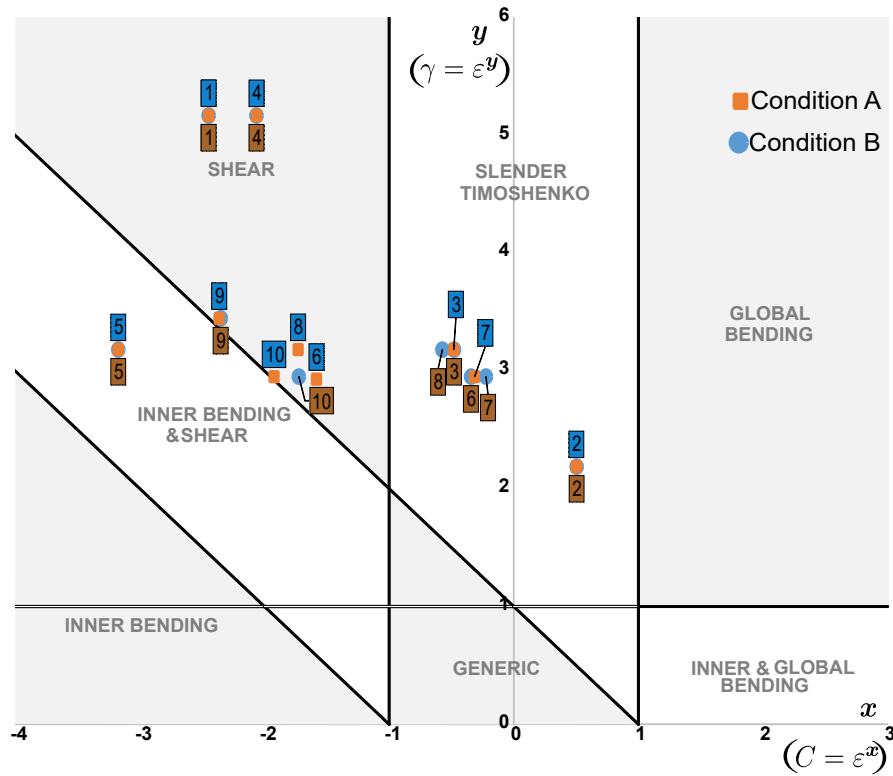 6
y
(γ = ε^y)
Condition A
1 4
5
Condition B
1 4
SHEAR
SLENDER
TIMOSHENKO
4
9
3
GLOBAL
BENDING
5
8
7
9
10
6
5
3
8
3
6
10
7
INNER BENDING
&SHEAR
2
2
2
1
INNER BENDING
GENERIC
INNER & GLOBAL
BENDING
x
0
-4 -3 -2 -1 0 1 2 3
(C = ε^x)